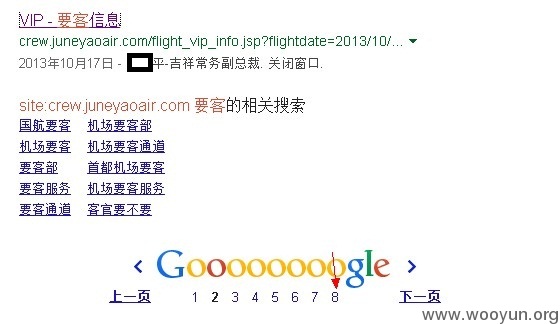 VIP - 要客信息
crew.juneyaoair.com/flight_vip_info.jsp?flightdate=2013/10/...
2013年10月17日 - 平-吉祥常务副总裁. 关闭窗口.
site:crew.juneyaoair.com 要客的相关搜索
国航要客 机场要客部
机场要客 机场要客通道
要客部 首都机场要客
要客服务 机场要客服务
要客通道 客官要不要
Goooooooogle
上一页 1 2 3 4 5 6 7 8 下一页
www.wooyun.org